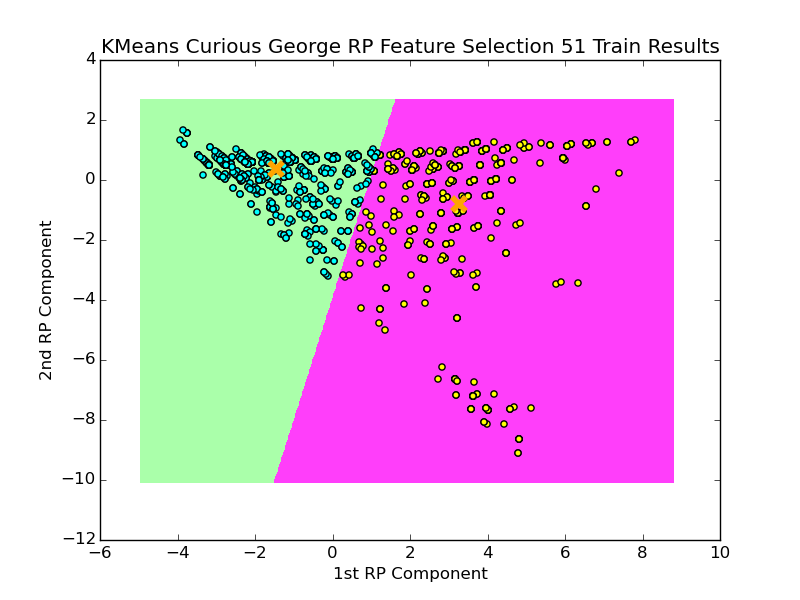 KMeans Curious George RP Feature Selection 51 Train Results
4
2
0
−2
−4
−6
−8
−10
−12
2nd RP Component
−6 −4 −2 0 2 4 6 8 10
1st RP Component